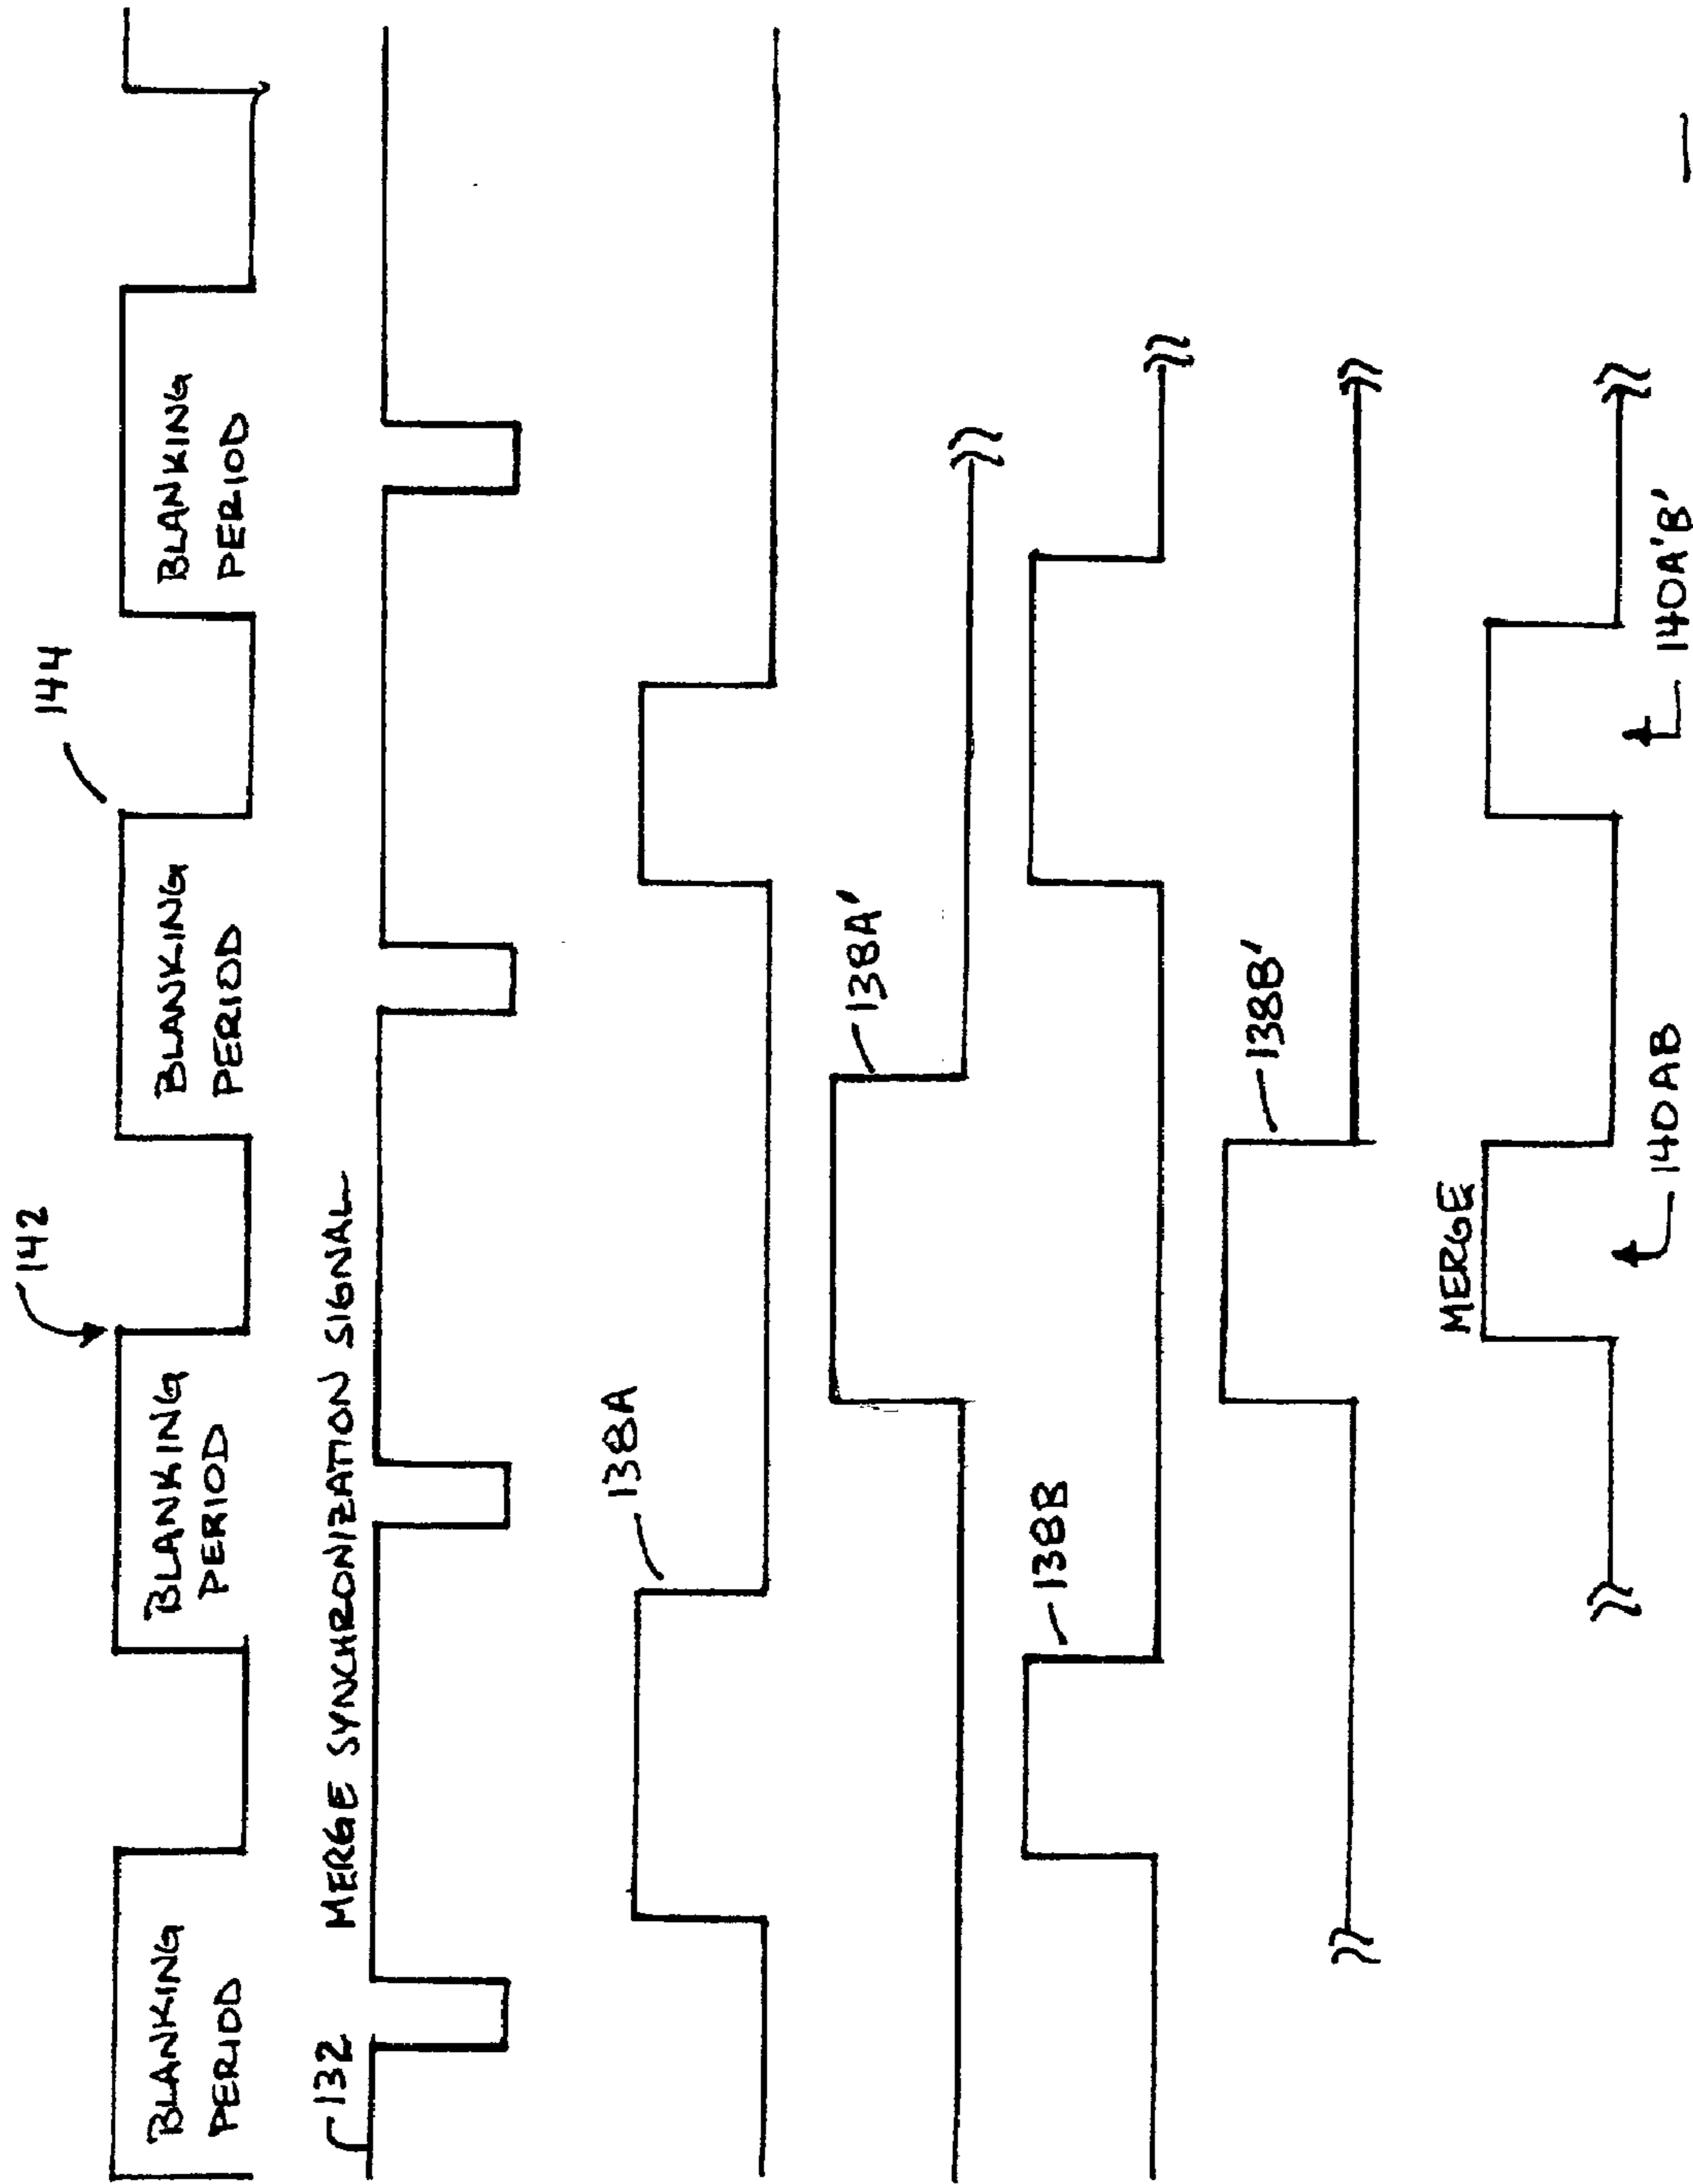 142
144
BLANKING
PERIOD
BLANKING
PERIOD
BLANKING
PERIOD
BLANKING
PERIOD
132
MERGE SYNCHRONIZATION SIGNAL
138A
138A'
138B
138B'
MERGE
140AB
140A'B'